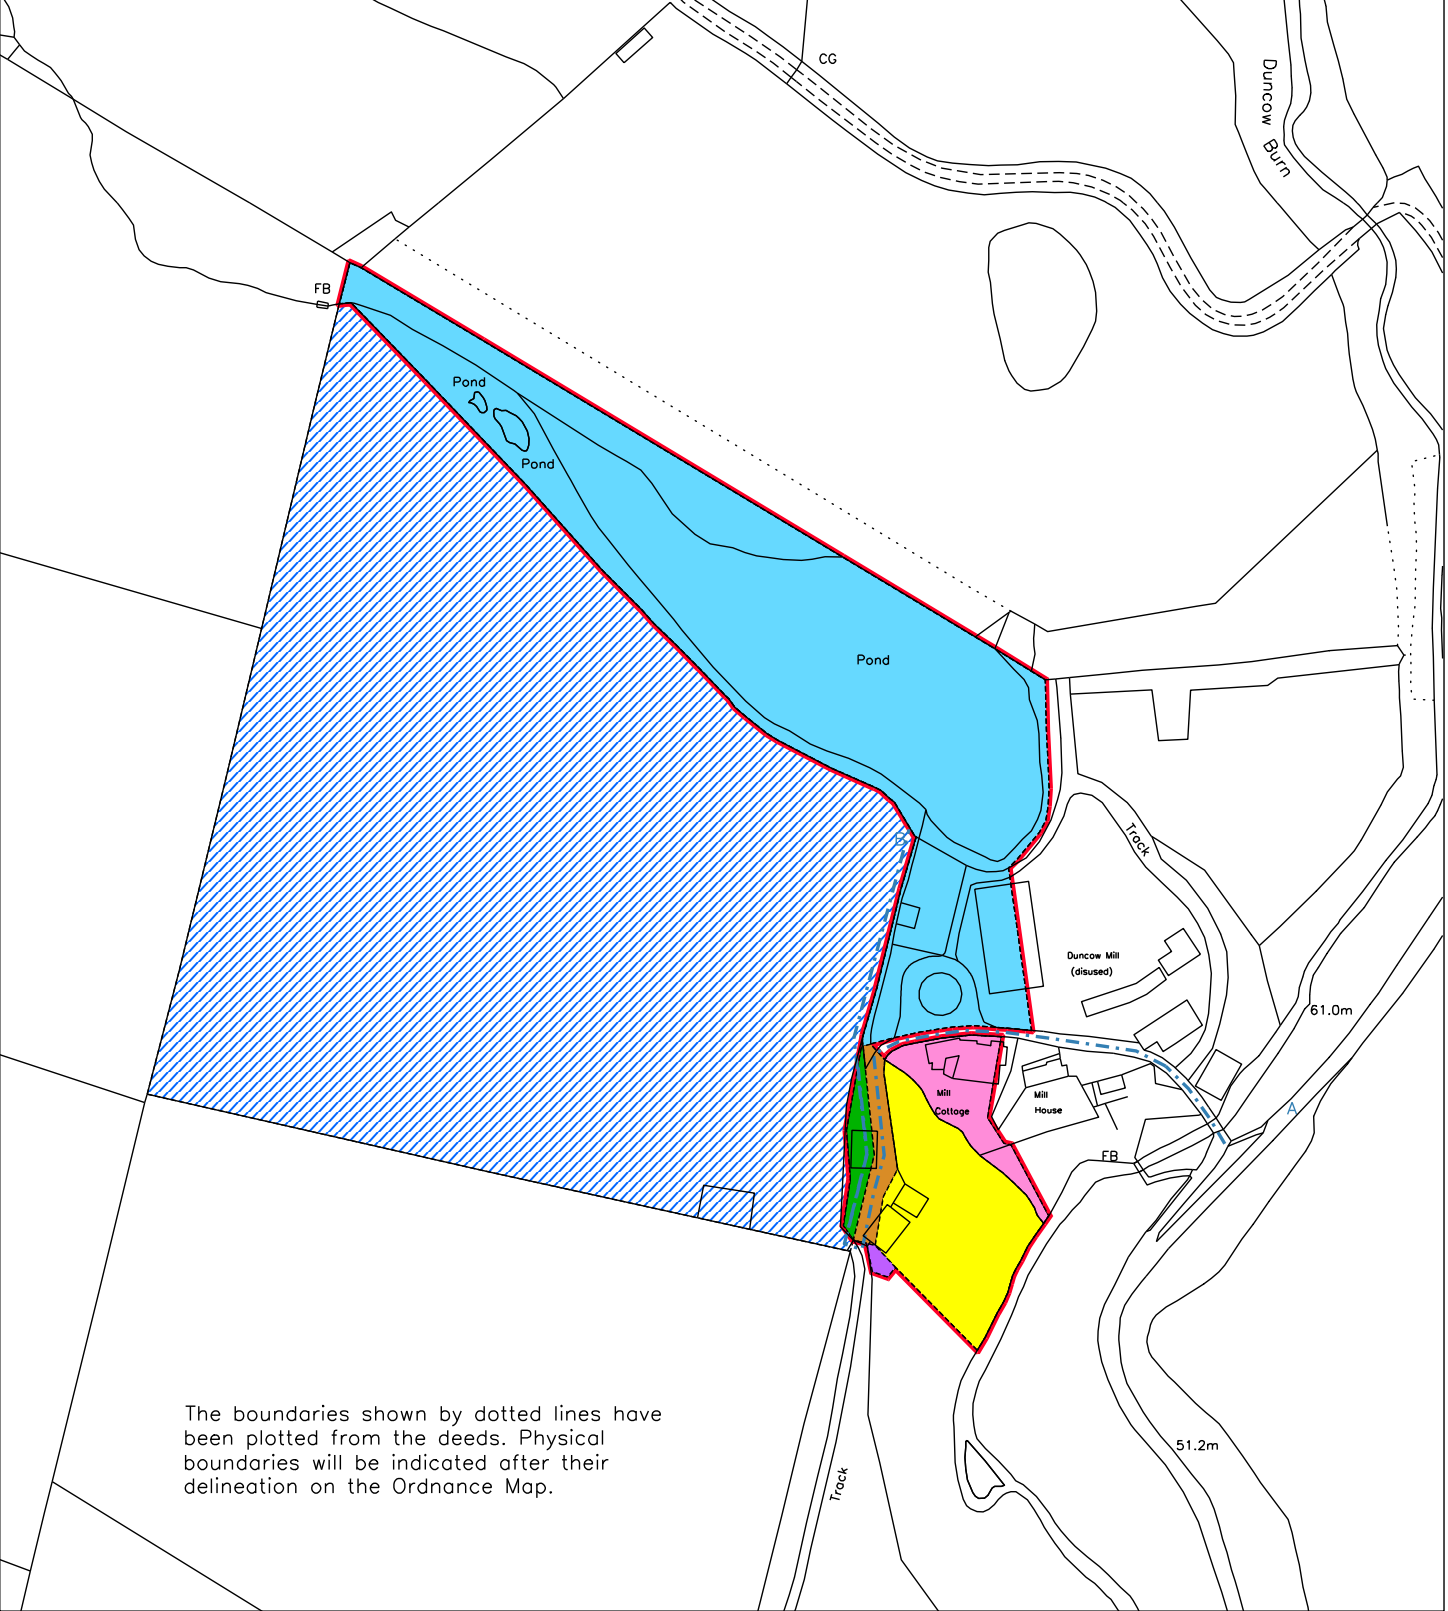 CG
Duncow Burn
FB
Pond
Pond
Pond
Track
B
Duncow Mill
(disused)
61.0m
Mill
Cottage
Mill
House
A
FB
The boundaries shown by dotted lines have
been plotted from the deeds. Physical
boundaries will be indicated after their
delineation on the Ordnance Map.
51.2m
Track